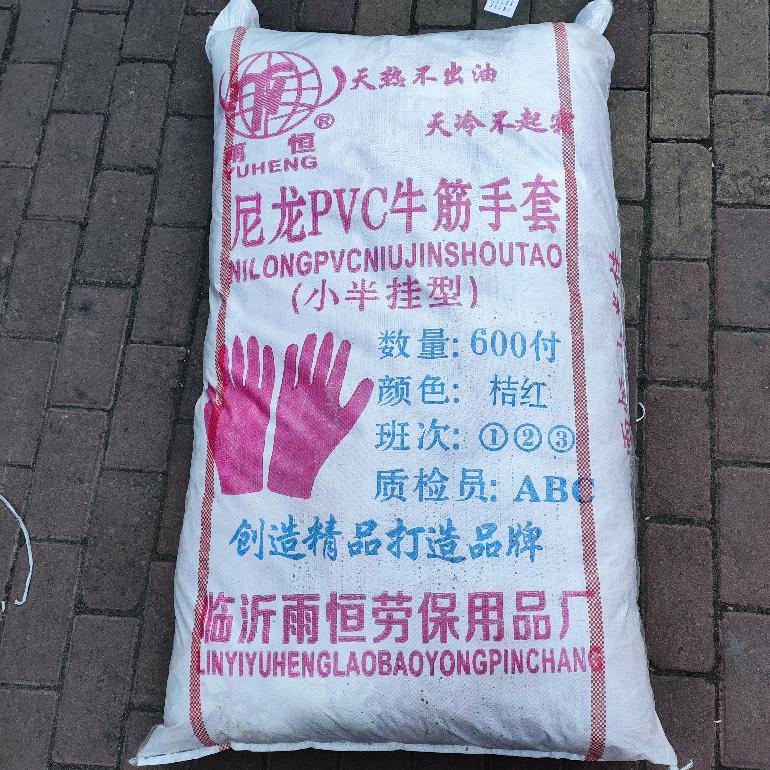 天热不出油
天冷不起雾
®
雨恒
YUHENG
尼龙PVC牛筋手套
NILONGPVCNIUJINSHOUTAO
(小半挂型)
数量: 600付
颜色: 桔红
班次: ①②③
质检员: ABC
创造精品打造品牌
临沂雨恒劳保用品厂
LINYIYUHENGLAOBAOYONGPINCHANG